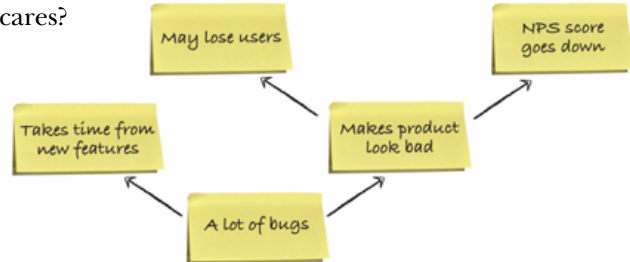 cares?
May lose users
NPS score
goes down
Takes time from
new features
Makes product
look bad
A lot of bugs